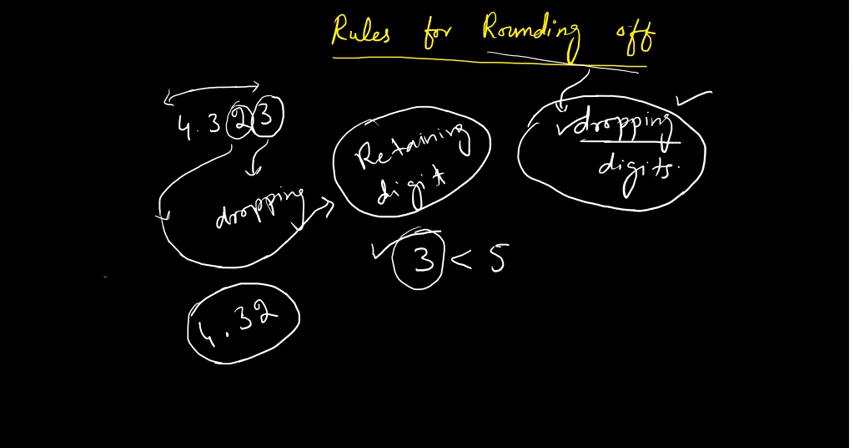 Rules for Rounding off
4.323
dropping
Retaining
digit
dropping
digits.
3 < 5
4.32